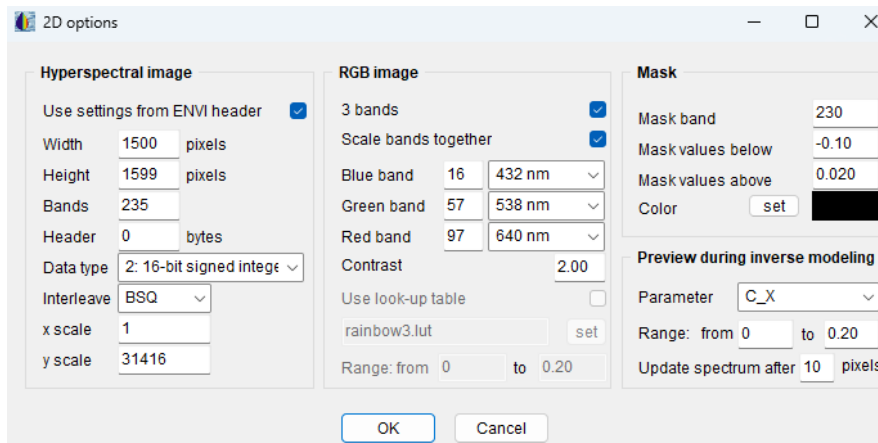 2D options
Hyperspectral image
Use settings from ENVI header
Width 1500 pixels
Height 1599 pixels
Bands 235
Header 0 bytes
Data type 2: 16-bit signed intege
Interleave BSQ
x scale 1
y scale 31416
RGB image
3 bands
Scale bands together
Blue band 16 432 nm
Green band 57 538 nm
Red band 97 640 nm
Contrast 2.00
Use look-up table
rainbow3.lut set
Range: from 0 to 0.20
Mask
Mask band 230
Mask values below -0.10
Mask values above 0.020
Color set
Preview during inverse modeling
Parameter C_X
Range: from 0 to 0.20
Update spectrum after 10 pixels
OK Cancel